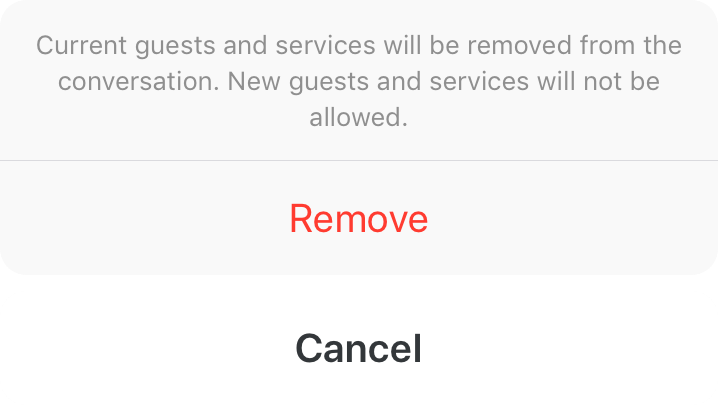 Current guests and services will be removed from the
conversation. New guests and services will not be
allowed.
Remove
Cancel